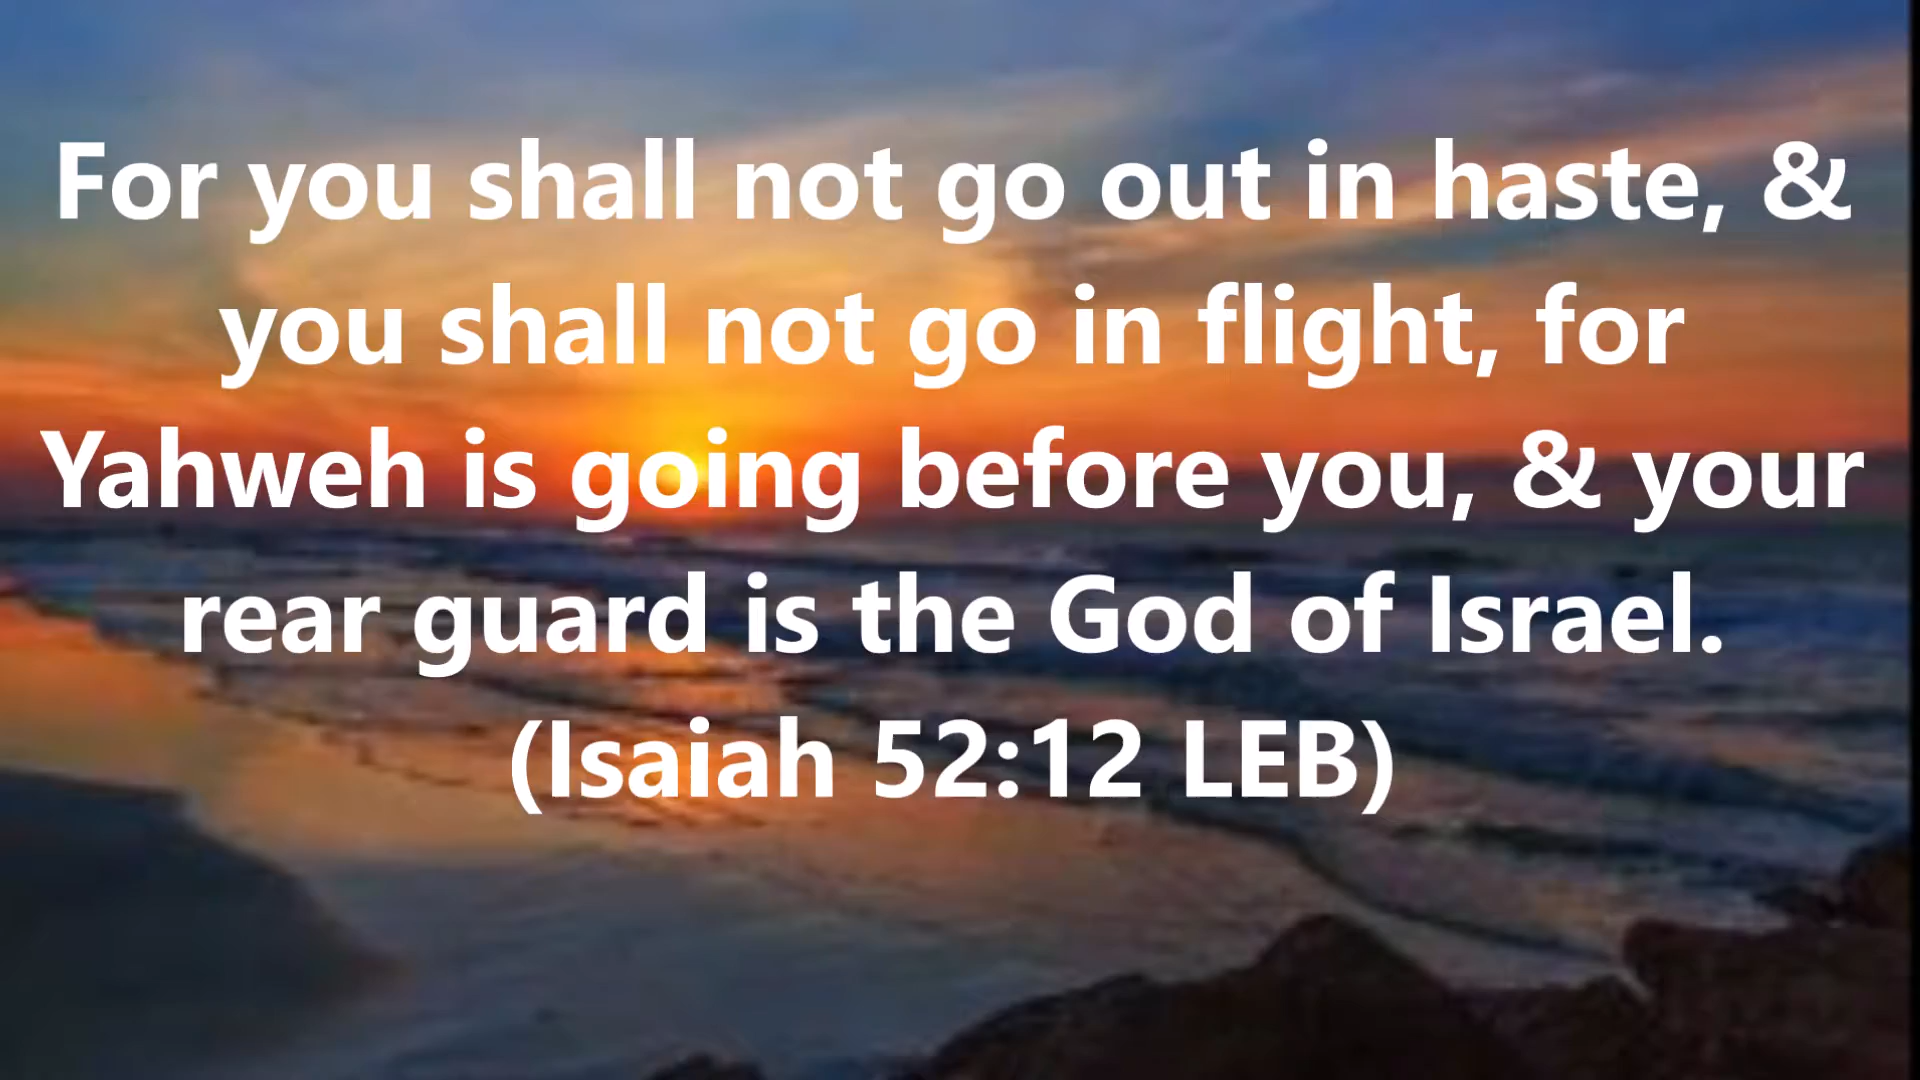 For you shall not go out in haste, &
you shall not go in flight, for
Yahweh is going before you, & your
rear guard is the God of Israel.
(Isaiah 52:12 LEB)